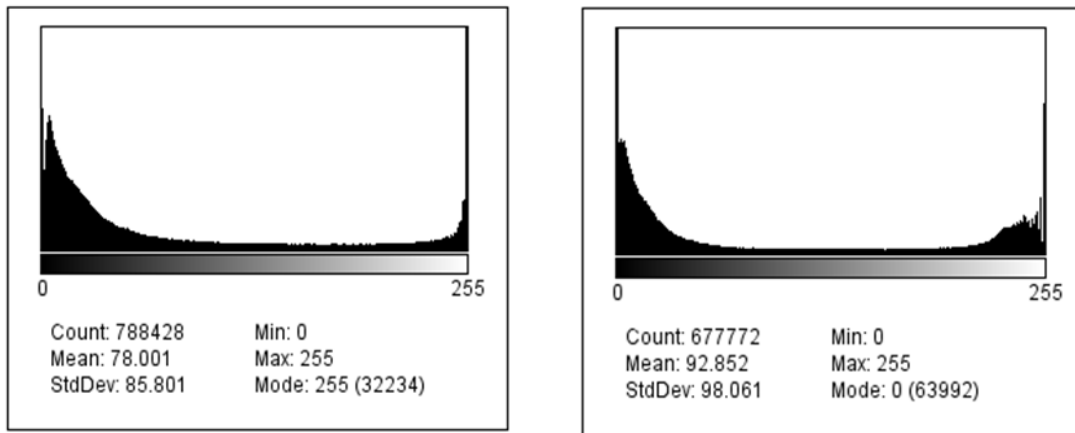 0 255
Count: 788428 Min: 0
Mean: 78.001 Max: 255
StdDev: 85.801 Mode: 255 (32234)
0 255
Count: 677772 Min: 0
Mean: 92.852 Max: 255
StdDev: 98.061 Mode: 0 (63992)